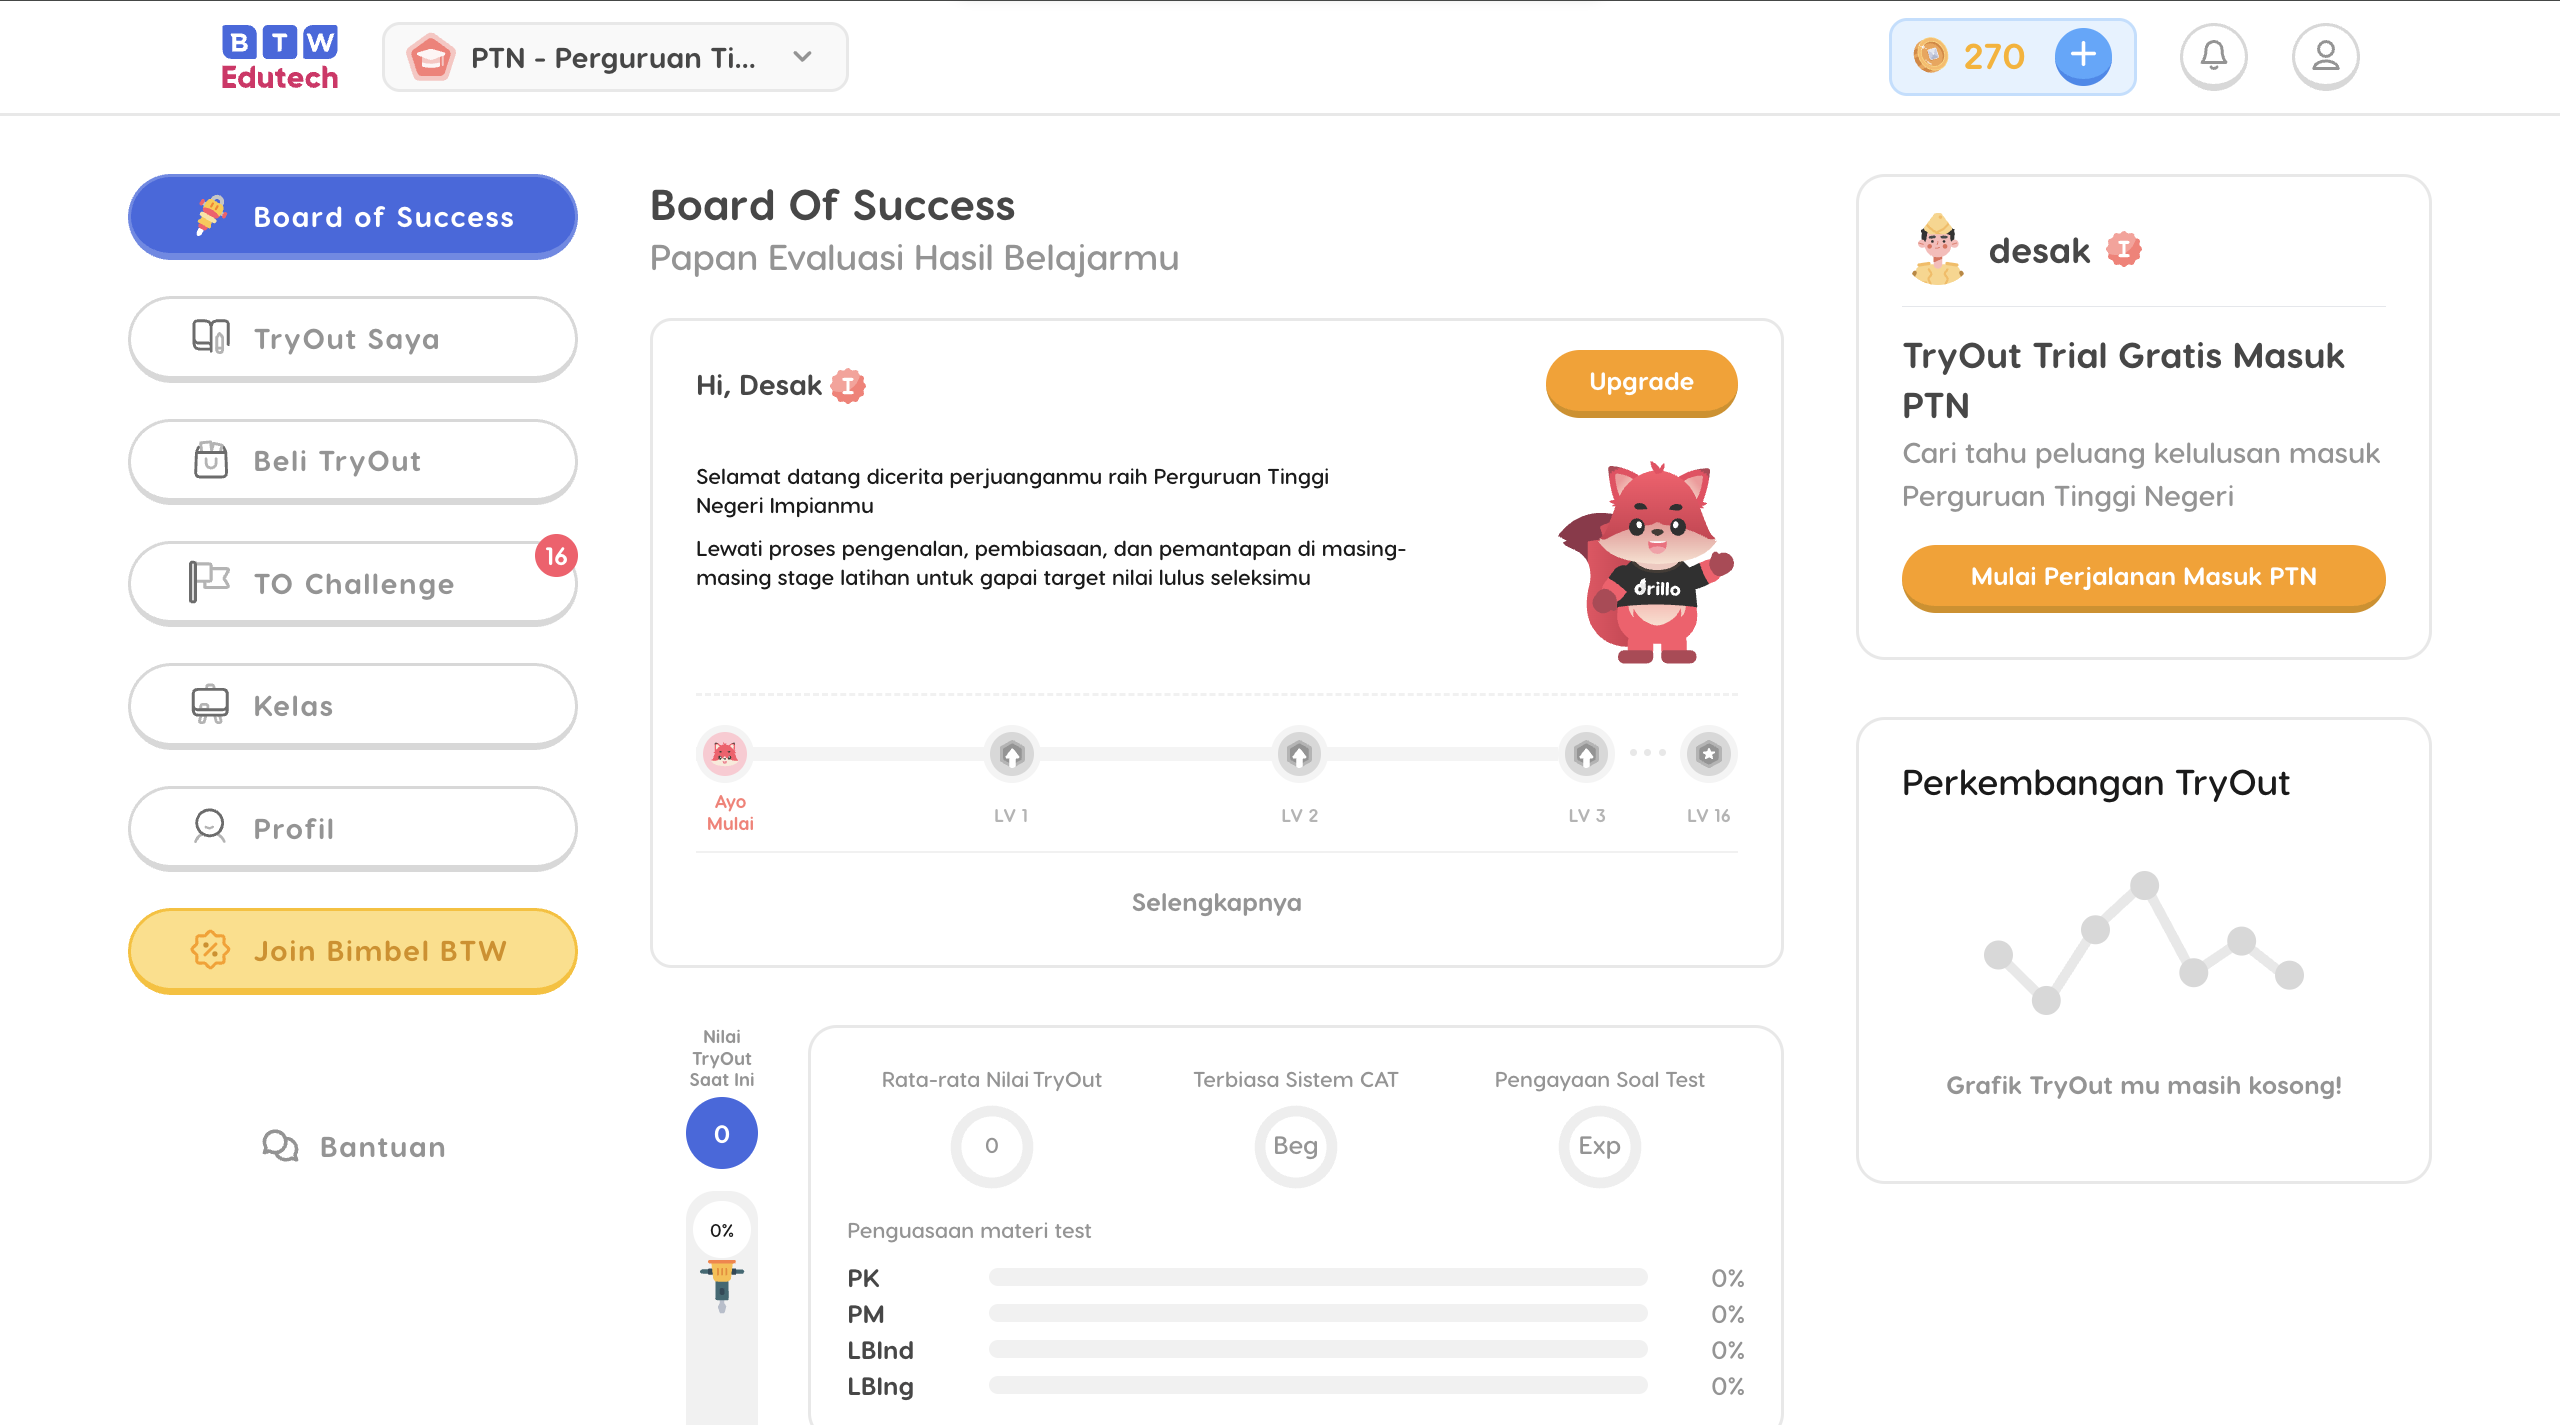 BTW
Edutech
PTN - Perguruan Ti...
270
Board of Success
TryOut Saya
Beli TryOut
16
TO Challenge
Kelas
Profil
Join Bimbel BTW
Bantuan
Board Of Success
Papan Evaluasi Hasil Belajarmu
Hi, Desak I
Upgrade
Selamat datang dicerita perjuanganmu raih Perguruan Tinggi
Negeri Impianmu
Lewati proses pengenalan, pembiasaan, dan pemantapan di masing-
masing stage latihan untuk gapai target nilai lulus seleksimu
drillo
Ayo
Mulai
LV 1
LV 2
LV 3
LV 16
Selengkapnya
Nilai
TryOut
Saat Ini
0
0%
Rata-rata Nilai TryOut
0
Terbiasa Sistem CAT
Beg
Pengayaan Soal Test
Exp
Penguasaan materi test
PK 0%
PM 0%
LBInd 0%
LBIng 0%
desak I
TryOut Trial Gratis Masuk
PTN
Cari tahu peluang kelulusan masuk
Perguruan Tinggi Negeri
Mulai Perjalanan Masuk PTN
Perkembangan TryOut
Grafik TryOut mu masih kosong!